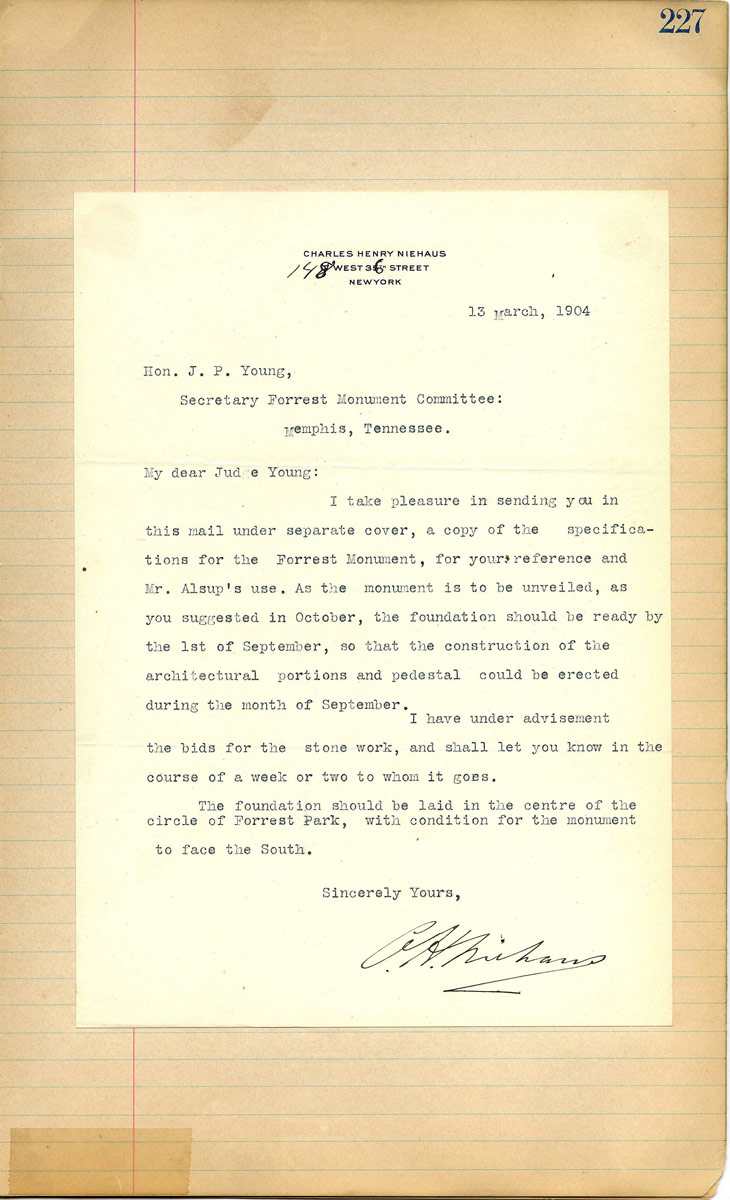 227
CHARLES HENRY NIEHAUS
148 WEST 36TH STREET
NEW YORK
13 March, 1904
Hon. J. P. Young,
Secretary Forrest Monument Committee:
Memphis, Tennessee.
My dear Judge Young:
I take pleasure in sending you in
this mail under separate cover, a copy of the specifica-
tions for the Forrest Monument, for your reference and
Mr. Alsup's use. As the monument is to be unveiled, as
you suggested in October, the foundation should be ready by
the 1st of September, so that the construction of the
architectural portions and pedestal could be erected
during the month of September.
I have under advisement
the bids for the stone work, and shall let you know in the
course of a week or two to whom it goes.
The foundation should be laid in the centre of the
circle of Forrest Park, with condition for the monument
to face the South.
Sincerely Yours,
C. H. Niehaus